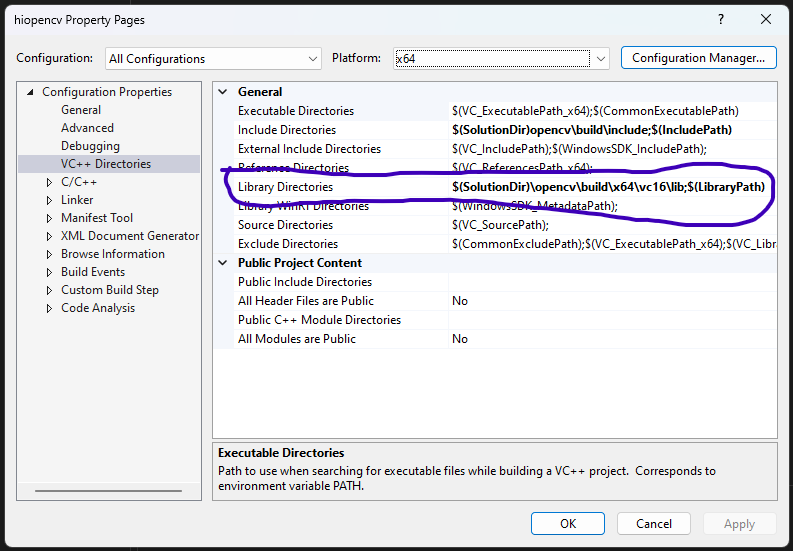 hiopencv Property Pages
? 
Configuration: All Configurations Platform: x64 Configuration Manager...
Configuration Properties
General
Advanced
Debugging
VC++ Directories
C/C++
Linker
Manifest Tool
XML Document Generator
Browse Information
Build Events
Custom Build Step
Code Analysis
General
Executable Directories $(VC_ExecutablePath_x64);$(CommonExecutablePath)
Include Directories $(SolutionDir)opencv\build\include;$(IncludePath)
External Include Directories $(VC_IncludePath);$(WindowsSDK_IncludePath);
Reference Directories $(VC_ReferencesPath_x64);
Library Directories $(SolutionDir)\opencv\build\x64\vc16\lib;$(LibraryPath)
Library WinRT Directories $(WindowsSDK_MetadataPath);
Source Directories $(VC_SourcePath);
Exclude Directories $(CommonExcludePath);$(VC_ExecutablePath_x64);$(VC_Libra
Public Project Content
Public Include Directories
All Header Files are Public No
Public C++ Module Directories
All Modules are Public No
Executable Directories
Path to use when searching for executable files while building a VC++ project. Corresponds to
environment variable PATH.
OK Cancel Apply